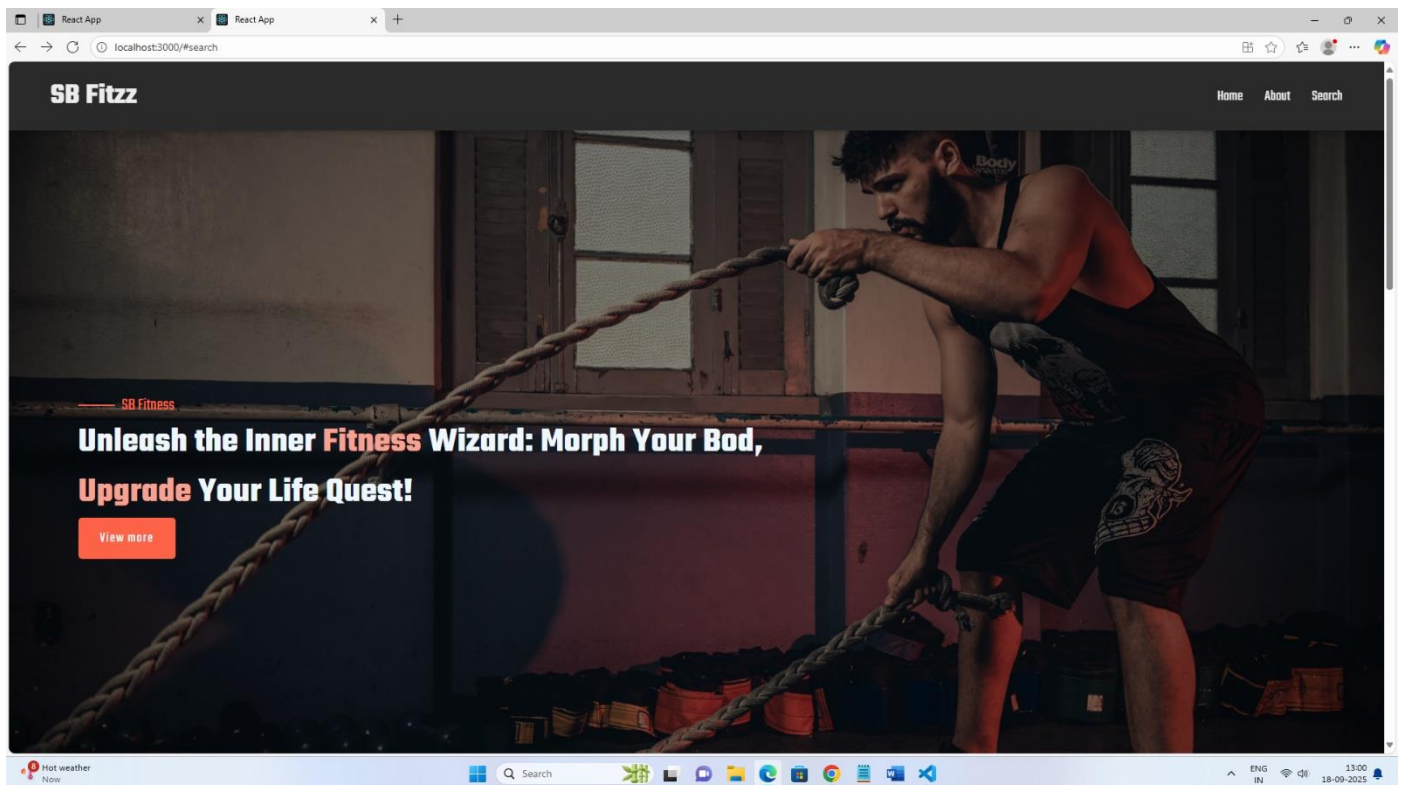 React App
React App
localhost:3000/#search
SB Fitzz
Home About Search
Body
SB Fitness
Unleash the Inner Fitness Wizard: Morph Your Bod,
Upgrade Your Life Quest!
View more
13
8
Hot weather
Now
Search
ENG
IN
13:00
18-09-2025